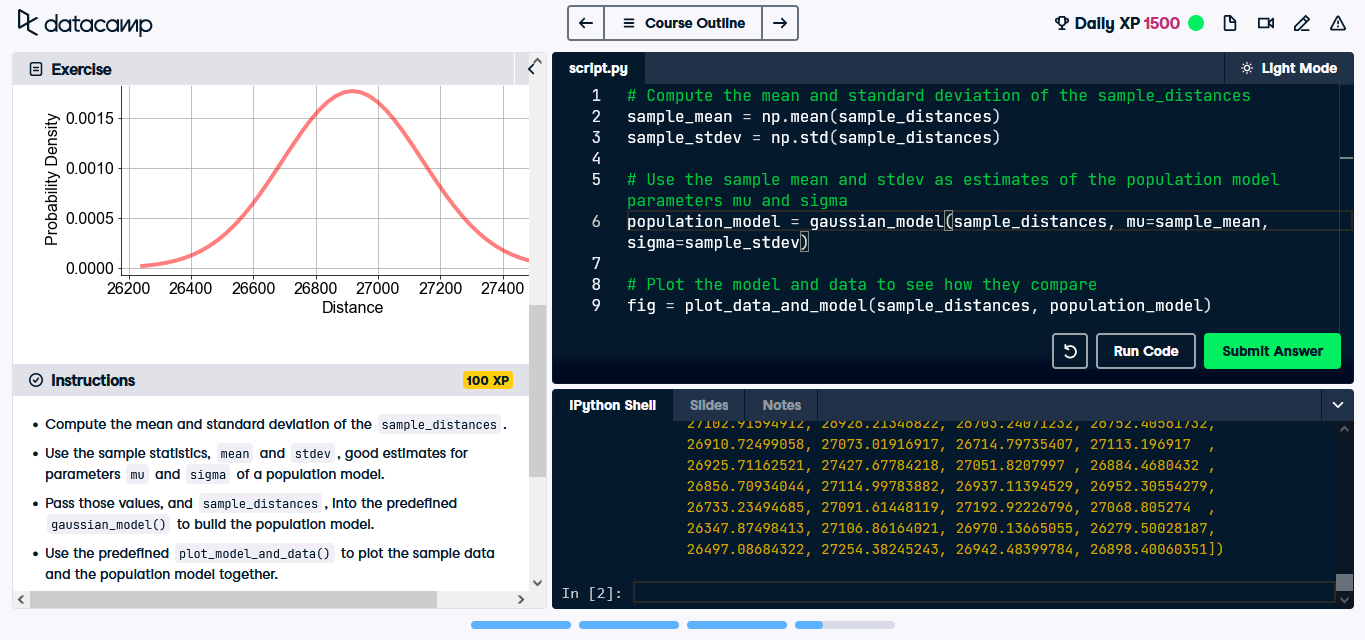 datacamp
Course Outline
Daily XP 1500
Exercise
0.0015
0.0010
0.0005
0.0000
Probability Density
26200 26400 26600 26800 27000 27200 27400
Distance
Instructions
100 XP
• Compute the mean and standard deviation of the sample_distances .
• Use the sample statistics, mean and stdev , good estimates for
parameters mu and sigma of a population model.
• Pass those values, and sample_distances , into the predefined
gaussian_model() to build the population model.
• Use the predefined plot_model_and_data() to plot the sample data
and the population model together.
script.py
Light Mode
1 # Compute the mean and standard deviation of the sample_distances
2 sample_mean = np.mean(sample_distances)
3 sample_stdev = np.std(sample_distances)
4
5 # Use the sample mean and stdev as estimates of the population model
parameters mu and sigma
6 population_model = gaussian_model(sample_distances, mu=sample_mean,
sigma=sample_stdev)
7
8 # Plot the model and data to see how they compare
9 fig = plot_data_and_model(sample_distances, population_model)
Run Code
Submit Answer
IPython Shell
Slides
Notes
27102.91594912, 26928.21346822, 26703.24071232, 26752.40561732,
26910.72499058, 27073.01916917, 26714.79735407, 27113.196917 ,
26925.71162521, 27427.67784218, 27051.8207997 , 26884.4680432 ,
26856.70934044, 27114.99783882, 26937.11394529, 26952.30554279,
26733.23494685, 27091.61448119, 27192.92226796, 27068.805274 ,
26347.87498413, 27106.86164021, 26970.13665055, 26279.50028187,
26497.08684322, 27254.38245243, 26942.48399784, 26898.40060351])
In [2]: